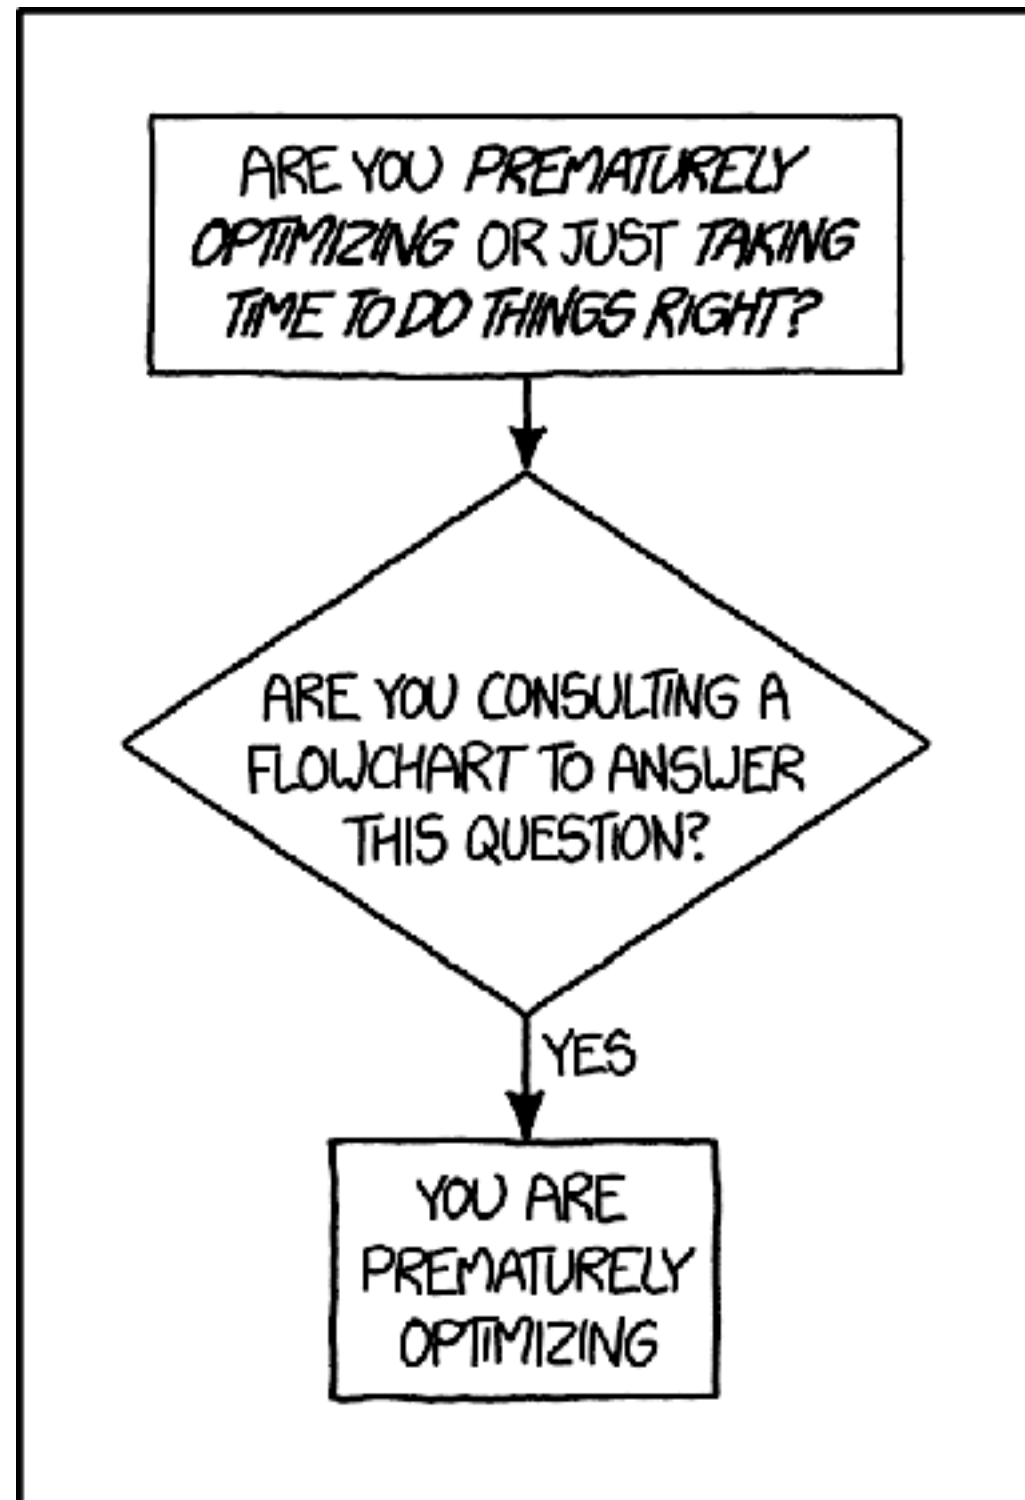 ARE YOU PREMATURELY
OPTIMIZING OR JUST TAKING
TIME TO DO THINGS RIGHT?
ARE YOU CONSULTING A
FLOWCHART TO ANSWER
THIS QUESTION?
YES
YOU ARE
PREMATURELY
OPTIMIZING